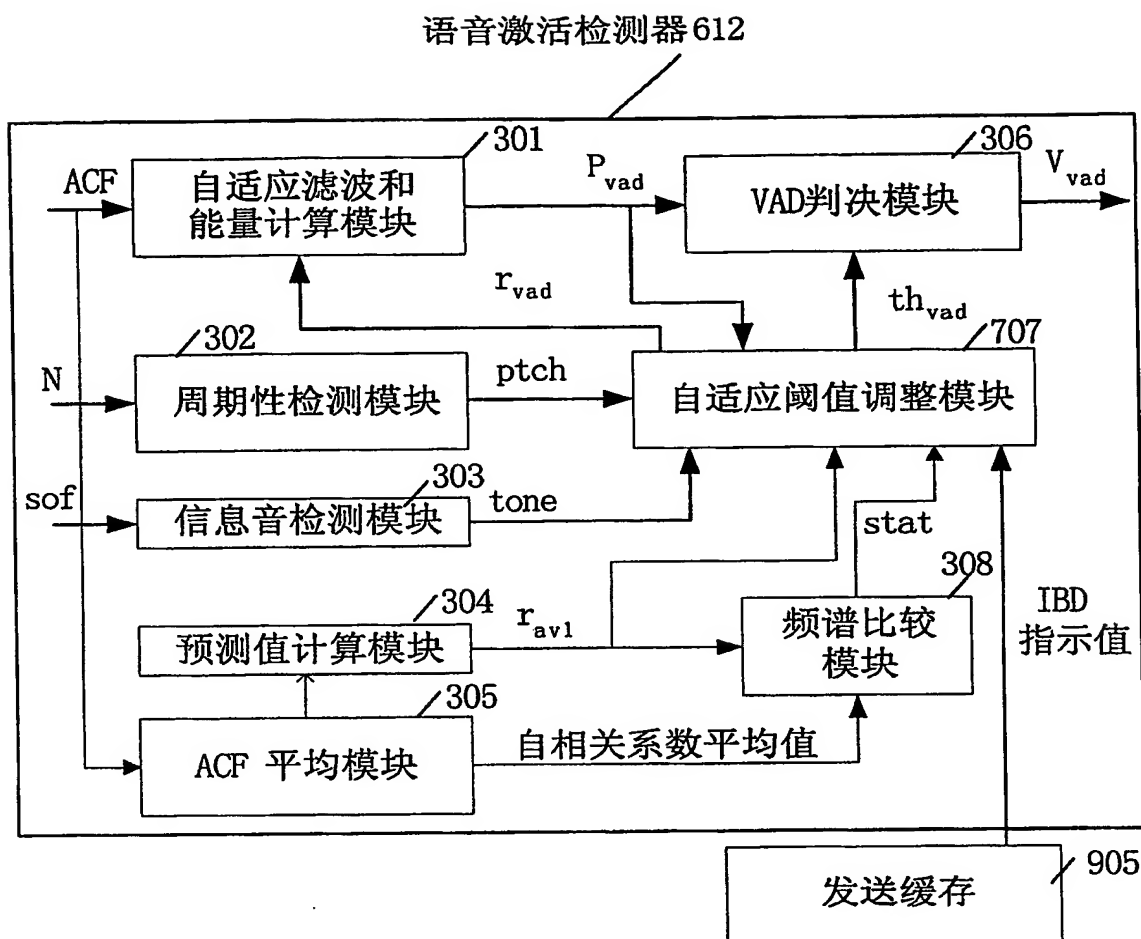 语音激活检测器612
301
306
ACF
自适应滤波和
能量计算模块
Pvad
VAD判决模块
Vvad
rvad
thvad
302
707
N
周期性检测模块
ptch
自适应阈值调整模块
sof
303
信息音检测模块
tone
stat
304
308
预测值计算模块
rav1
频谱比较
模块
IBD
指示值
305
ACF 平均模块
自相关系数平均值
905
发送缓存